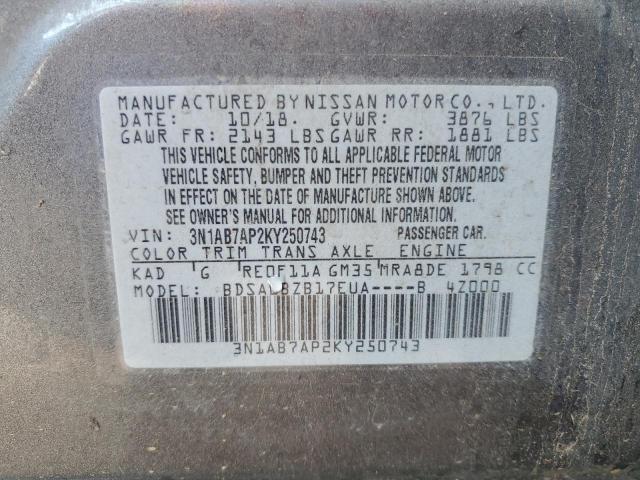 MANUFACTURED BY NISSAN MOTOR CO., LTD.
DATE: 10/18. GVWR: 3876 LBS
GAWR FR: 2143 LBS GAWR RR: 1881 LBS
THIS VEHICLE CONFORMS TO ALL APPLICABLE FEDERAL MOTOR
VEHICLE SAFETY, BUMPER AND THEFT PREVENTION STANDARDS
IN EFFECT ON THE DATE OF MANUFACTURE SHOWN ABOVE.
SEE OWNER'S MANUAL FOR ADDITIONAL INFORMATION.
VIN: 3N1AB7AP2KY250743 PASSENGER CAR.
COLOR TRIM TRANS AXLE ENGINE
KAD G RE0F11A GM35 MRA8DE 1798 CC
MODEL: 4Z000
3N1AB7AP2KY250743